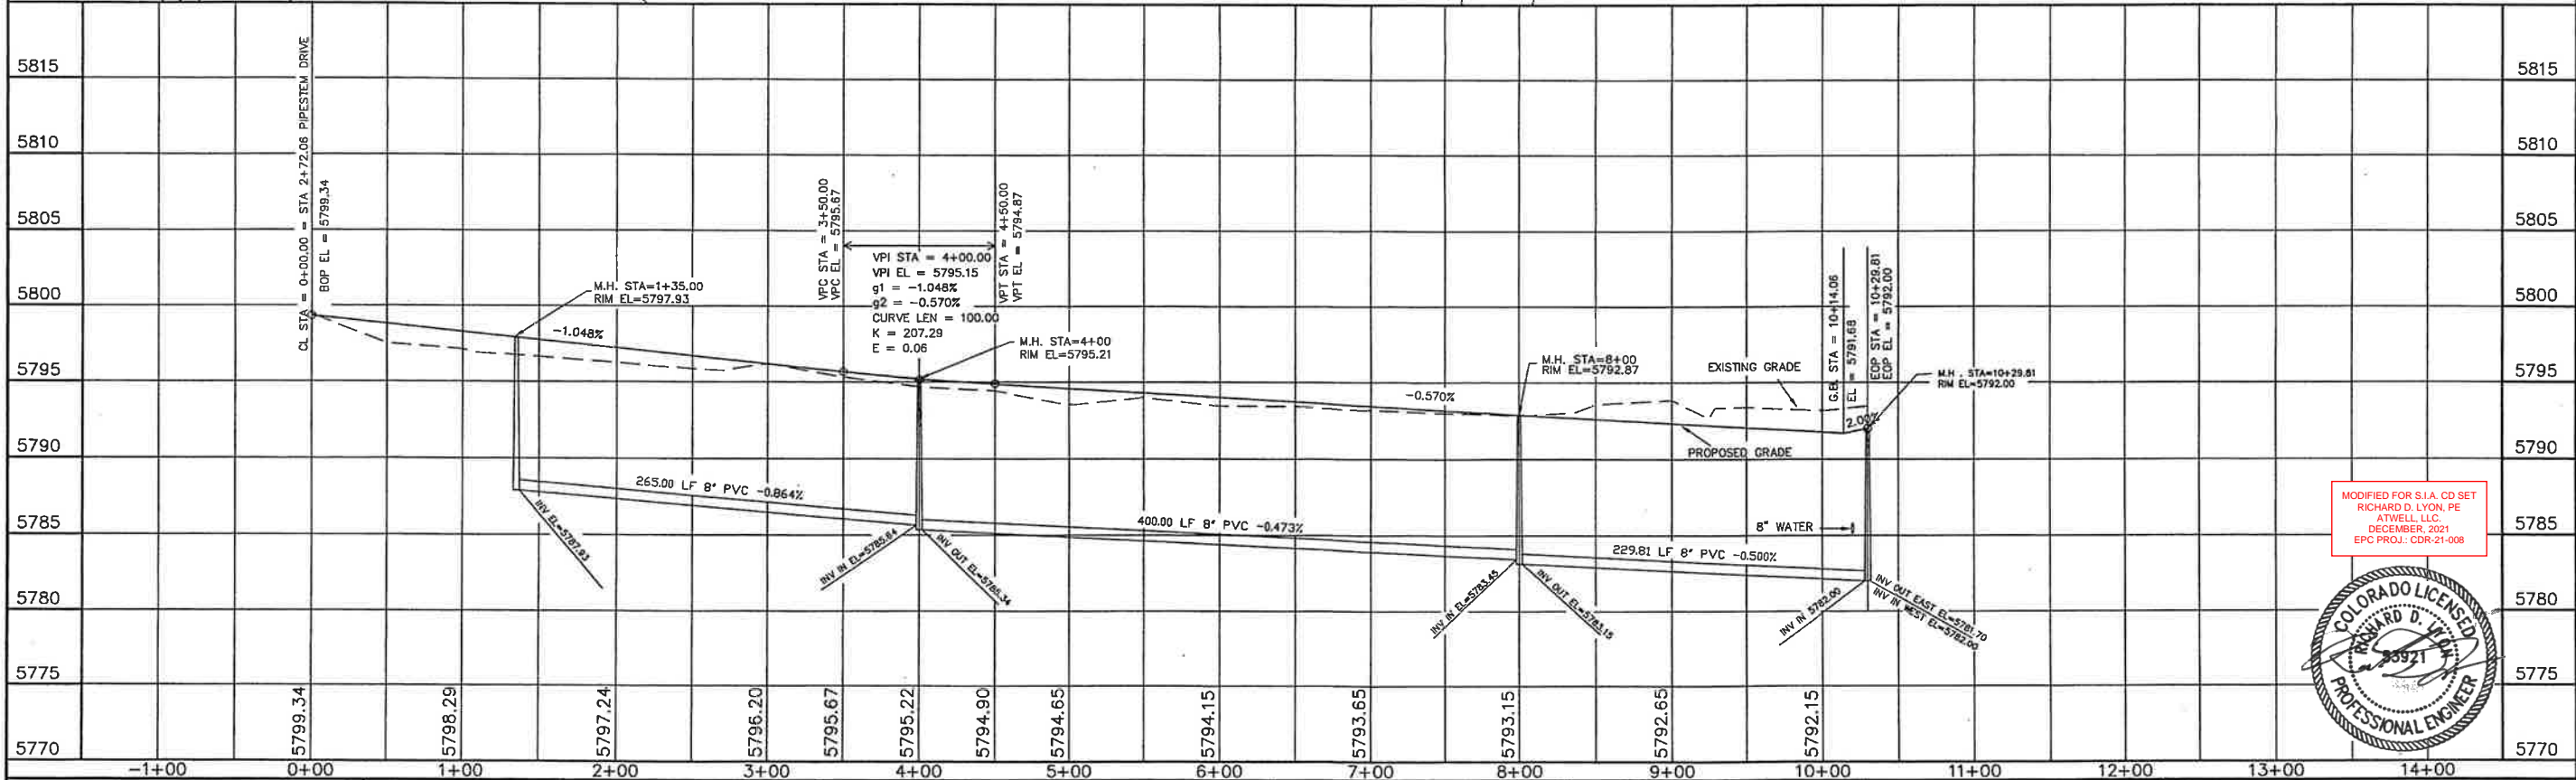 5815
5810
5805
5800
5795
5790
5785
5780
5775
5770
CL STA = 0+00.00 = STA 2+72.06 PIPESTEM DRIVE
BOP EL = 5799.34
M.H. STA=1+35.00
RIM EL=5797.93
-1.048%
VPC STA = 3+50.00
VPC EL = 5795.67
VPI STA = 4+00.00
VPI EL = 5795.15
g1 = -1.048%
g2 = -0.570%
CURVE LEN = 100.00
K = 207.29
E = 0.06
VPT STA = 4+50.00
VPT EL = 5794.87
M.H. STA=4+00
RIM EL=5795.21
-0.570%
M.H. STA=8+00
RIM EL=5792.87
EXISTING GRADE
PROPOSED GRADE
G.B. STA = 10+14.06
EL = 5791.68
EOP STA = 10+29.81
EOP EL = 5792.00
2.00%
M.H. STA=10+29.81
RIM EL=5792.00
265.00 LF 8" PVC -0.864%
INV EL=5787.93
INV IN EL=5785.64
INV OUT EL=5785.34
400.00 LF 8" PVC -0.473%
INV IN EL=5783.45
INV OUT EL=5783.15
229.81 LF 8" PVC -0.500%
8" WATER
INV IN 5782.00
INV OUT EAST EL=5781.70
INV IN WEST EL=5782.00
5815
5810
5805
5800
5795
5790
5785
5780
5775
5770
MODIFIED FOR S.I.A. CD SET
RICHARD D. LYON, PE
ATWELL, LLC.
DECEMBER, 2021
EPC PROJ.: CDR-21-008
COLORADO LICENSED
RICHARD D. LYON
53921
PROFESSIONAL ENGINEER
5799.34
5798.29
5797.24
5796.20
5795.67
5795.22
5794.90
5794.65
5794.15
5793.65
5793.15
5792.65
5792.15
-1+00
0+00
1+00
2+00
3+00
4+00
5+00
6+00
7+00
8+00
9+00
10+00
11+00
12+00
13+00
14+00